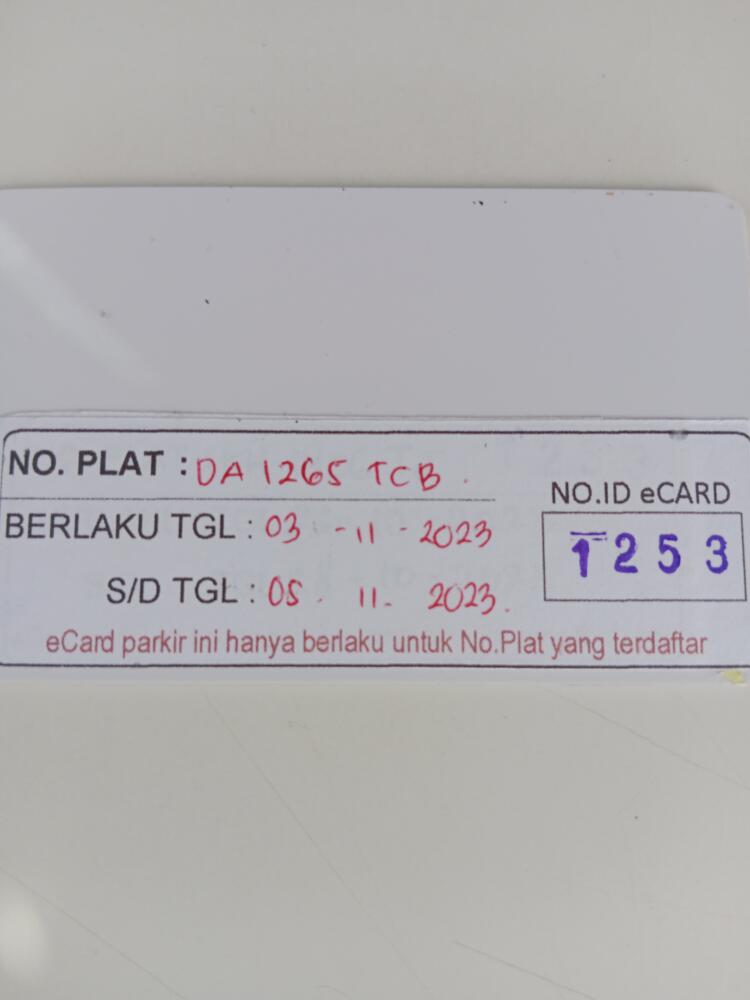 NO. PLAT : DA 1265 TCB .
NO.ID eCARD
BERLAKU TGL : 03 - 11 - 2023
1253
S/D TGL : 05 . 11 - 2023 .
eCard parkir ini hanya berlaku untuk No.Plat yang terdaftar